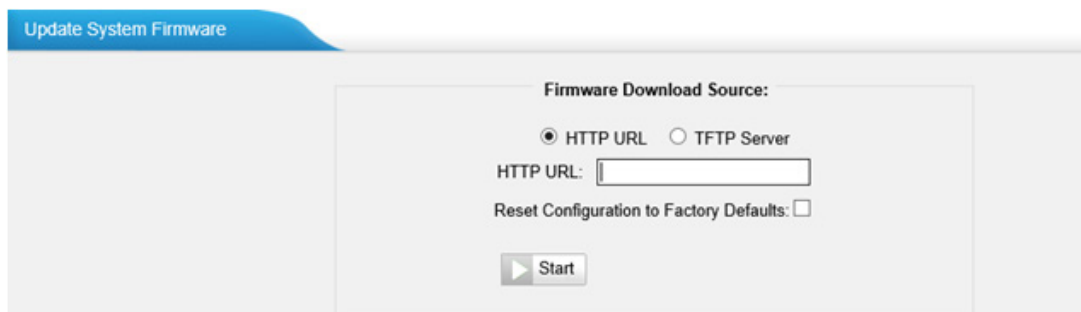 Update System Firmware
Firmware Download Source:
HTTP URL TFTP Server
HTTP URL:
Reset Configuration to Factory Defaults:
Start